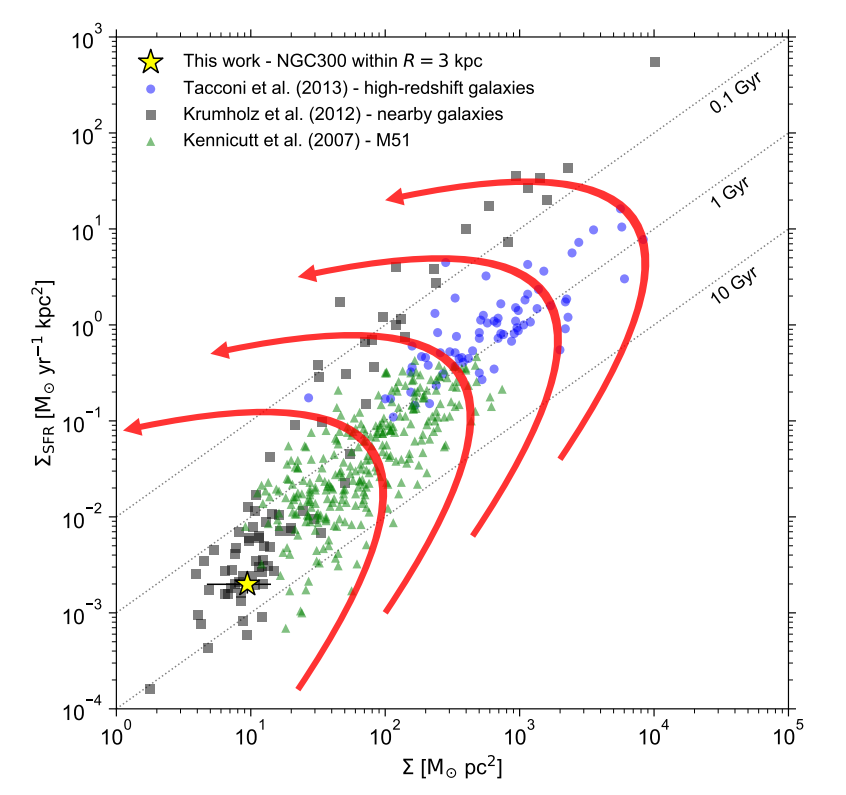 10³
This work - NGC300 within R = 3 kpc
Tacconi et al. (2013) - high-redshift galaxies
Krumholz et al. (2012) - nearby galaxies
Kennicutt et al. (2007) - M51
0.1 Gyr
1 Gyr
10 Gyr
10²
10¹
10⁰
10⁻¹
10⁻²
10⁻³
10⁻⁴
Σ_SFR [M⊙ yr⁻¹ kpc²]
10⁰ 10¹ 10² 10³ 10⁴ 10⁵
Σ [M⊙ pc²]